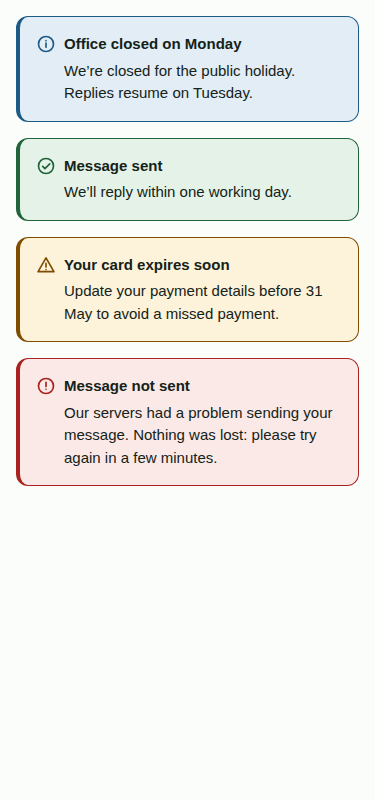 Office closed on Monday
We’re closed for the public holiday.
Replies resume on Tuesday.
Message sent
We’ll reply within one working day.
Your card expires soon
Update your payment details before 31
May to avoid a missed payment.
Message not sent
Our servers had a problem sending your
message. Nothing was lost: please try
again in a few minutes.